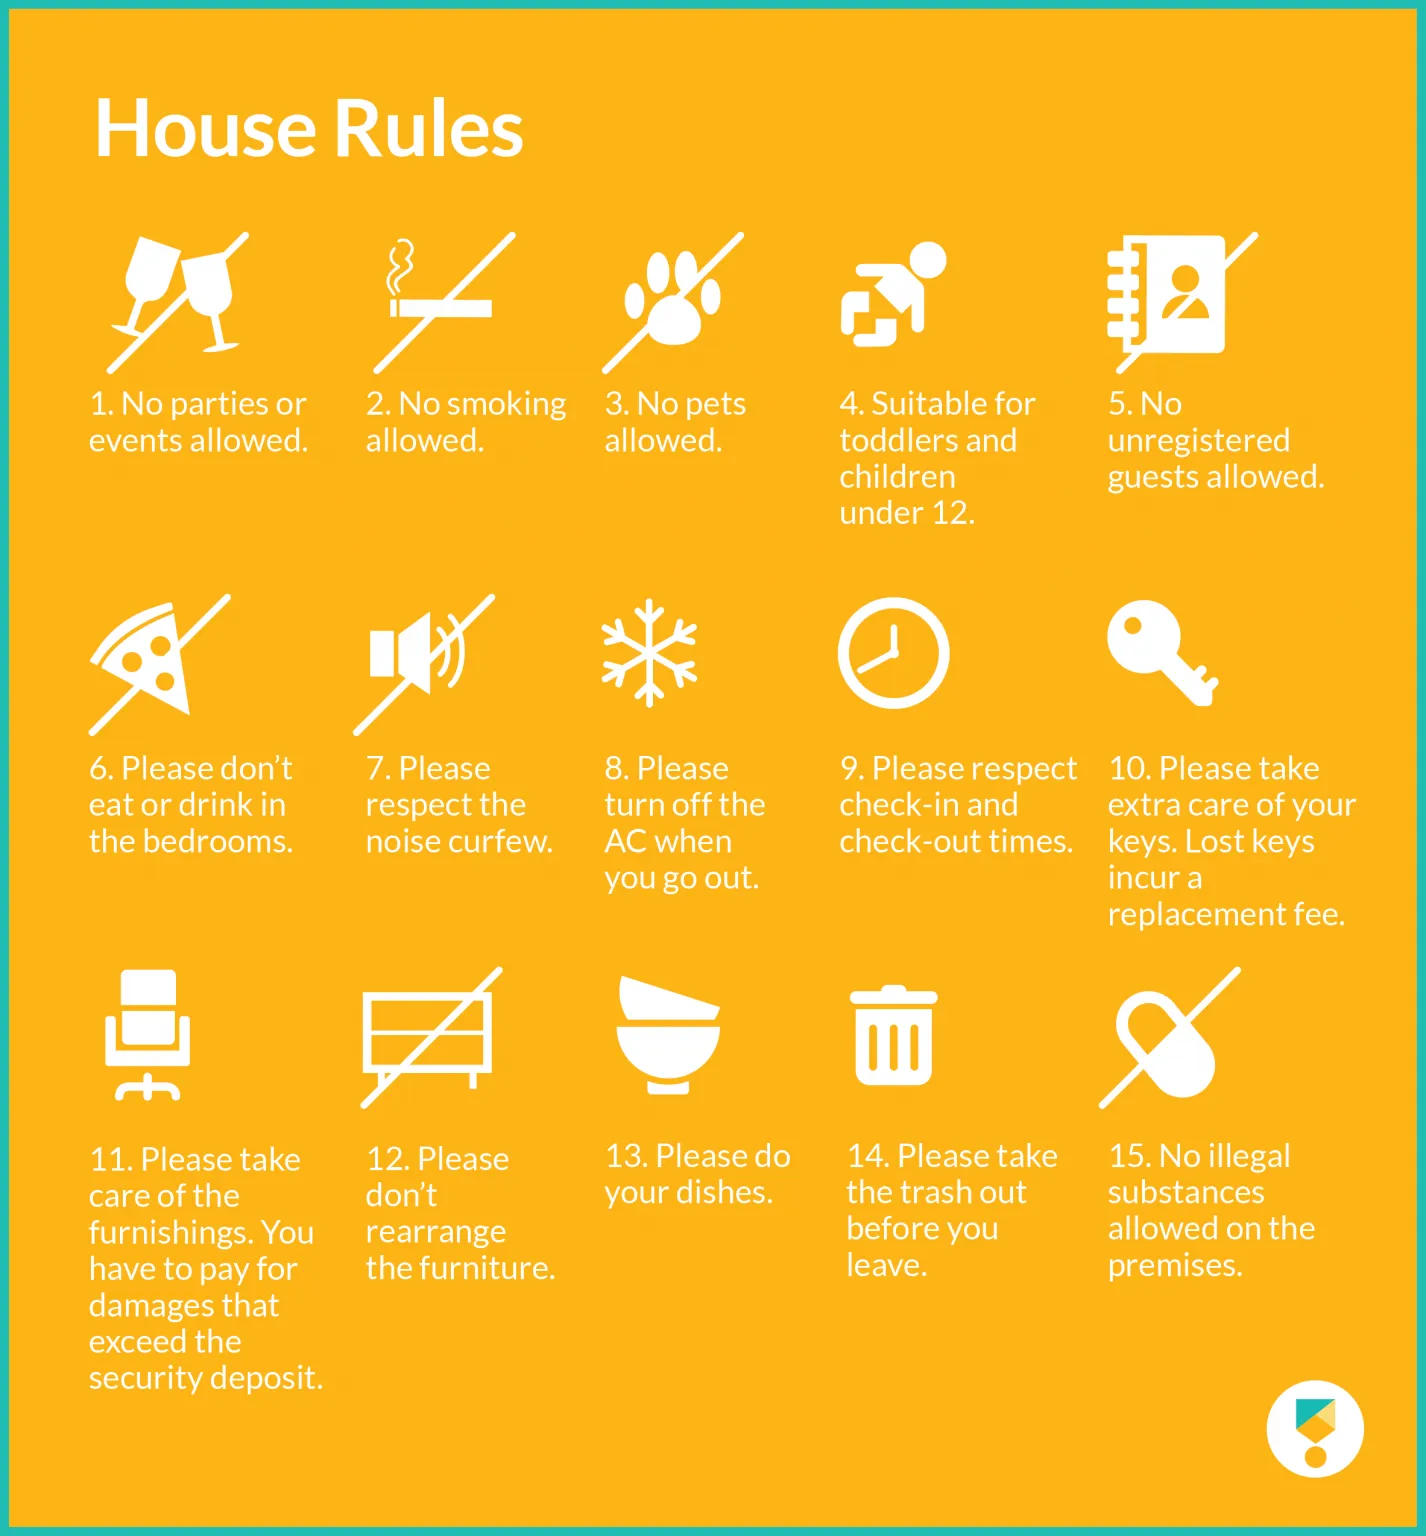 House Rules
1. No parties or
events allowed.
2. No smoking
allowed.
3. No pets
allowed.
4. Suitable for
toddlers and
children
under 12.
5. No
unregistered
guests allowed.
6. Please don’t
eat or drink in
the bedrooms.
7. Please
respect the
noise curfew.
8. Please
turn off the
AC when
you go out.
9. Please respect
check-in and
check-out times.
10. Please take
extra care of your
keys. Lost keys
incur a
replacement fee.
11. Please take
care of the
furnishings. You
have to pay for
damages that
exceed the
security deposit.
12. Please
don’t
rearrange
the furniture.
13. Please do
your dishes.
14. Please take
the trash out
before you
leave.
15. No illegal
substances
allowed on the
premises.